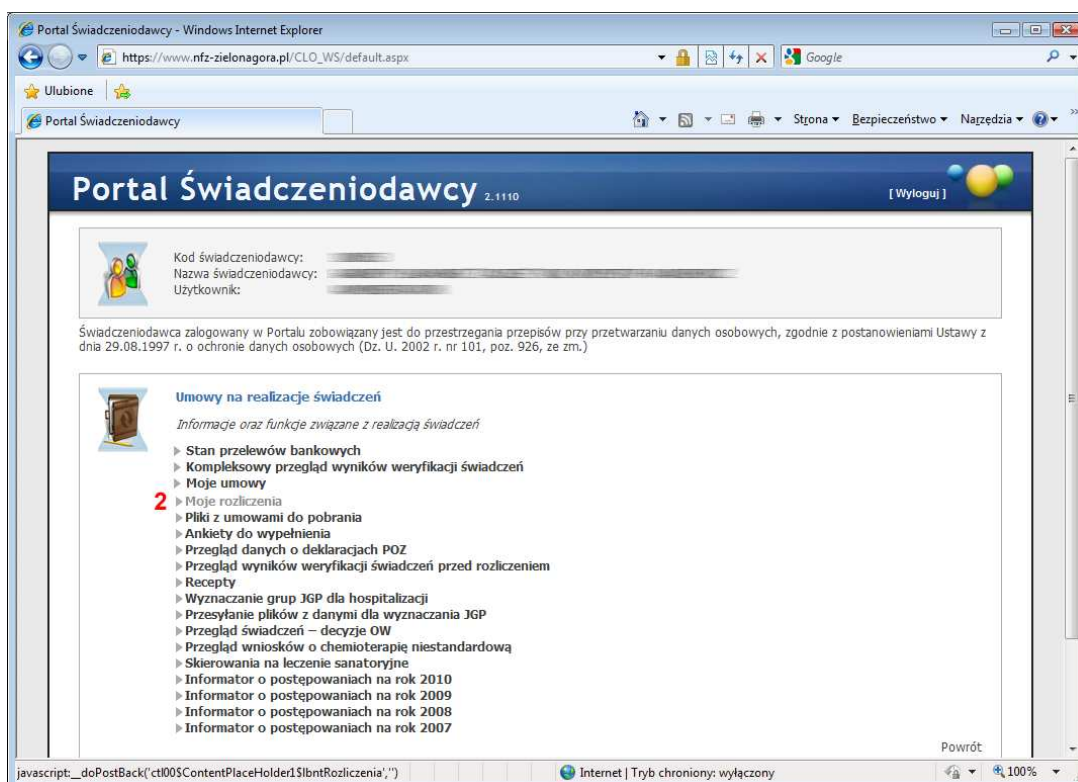 Portal Świadczeniodawcy - Windows Internet Explorer
https://www.nfz-zielonagora.pl/CLO_WS/default.aspx
Google
Ulubione
Portal Świadczeniodawcy
Strona
Bezpieczeństwo
Narzędzia
Portal Świadczeniodawcy 2.1110
[ Wyloguj ]
Kod świadczeniodawcy:
Nazwa świadczeniodawcy:
Użytkownik:
Świadczeniodawca zalogowany w Portalu zobowiązany jest do przestrzegania przepisów przy przetwarzaniu danych osobowych, zgodnie z postanowieniami Ustawy z
dnia 29.08.1997 r. o ochronie danych osobowych (Dz. U. 2002 r. nr 101, poz. 926, ze zm.)
Umowy na realizacje świadczeń
Informacje oraz funkcje związane z realizacją świadczeń
Stan przelewów bankowych
Kompleksowy przegląd wyników weryfikacji świadczeń
Moje umowy
2 Moje rozliczenia
Pliki z umowami do pobrania
Ankiety do wypełnienia
Przegląd danych o deklaracjach POZ
Przegląd wyników weryfikacji świadczeń przed rozliczeniem
Recepty
Wyznaczanie grup JGP dla hospitalizacji
Przesyłanie plików z danymi dla wyznaczania JGP
Przegląd świadczeń – decyzje OW
Przegląd wniosków o chemioterapię niestandardową
Skierowania na leczenie sanatoryjne
Informator o postępowaniach na rok 2010
Informator o postępowaniach na rok 2009
Informator o postępowaniach na rok 2008
Informator o postępowaniach na rok 2007
Powrót
javascript:__doPostBack('ctl00$ContentPlaceHolder1$lbntRozliczenia','')
Internet | Tryb chroniony: wyłączony
100%